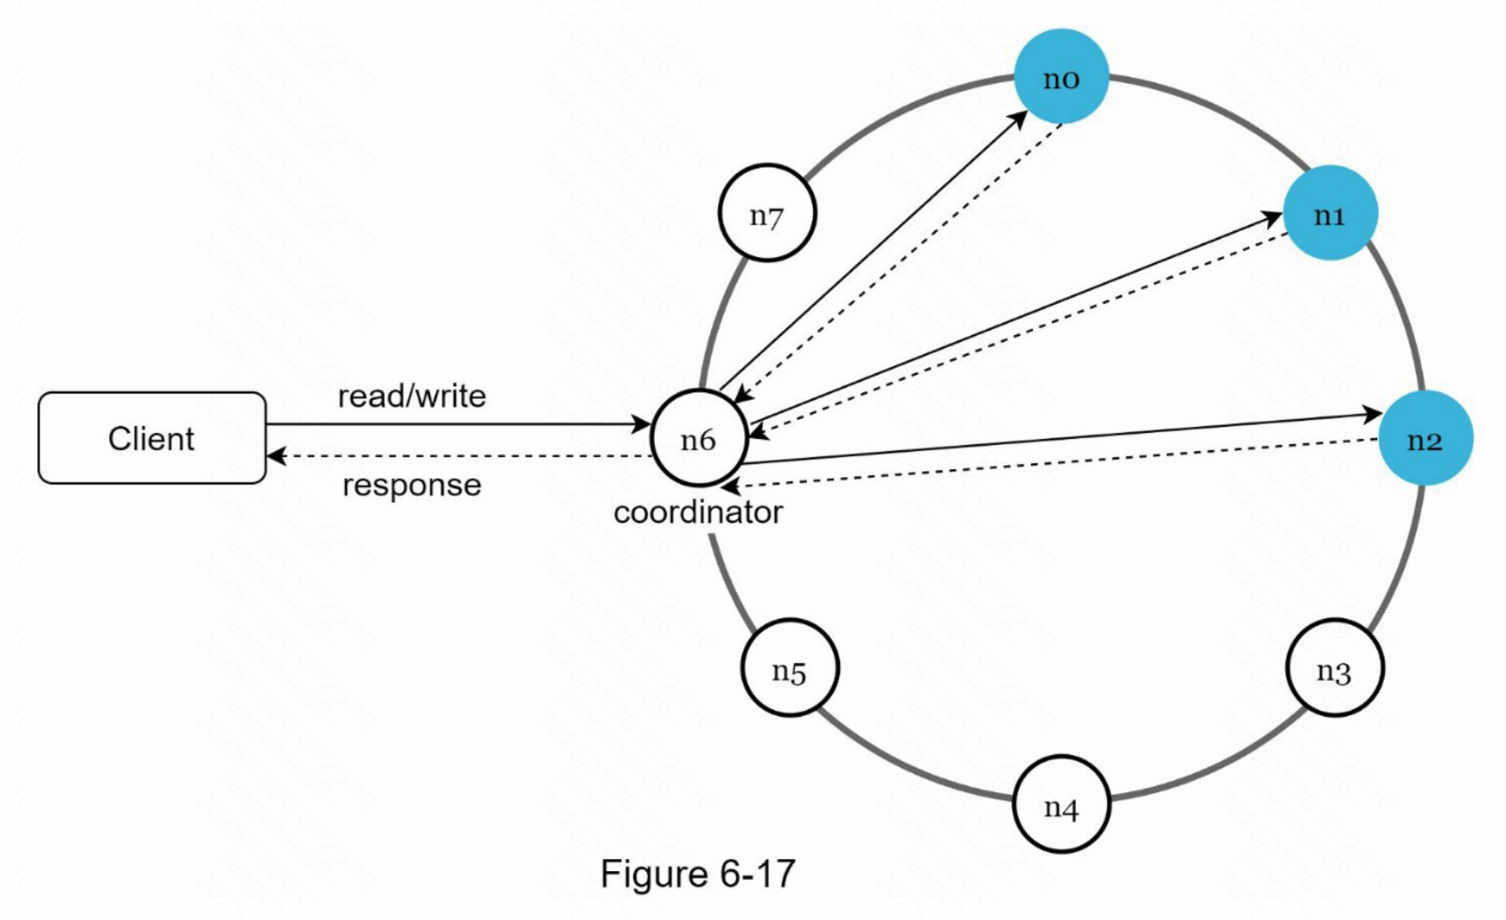 n0
n1
n7
read/write
Client
n6
n2
response
coordinator
n5
n3
n4
Figure 6-17